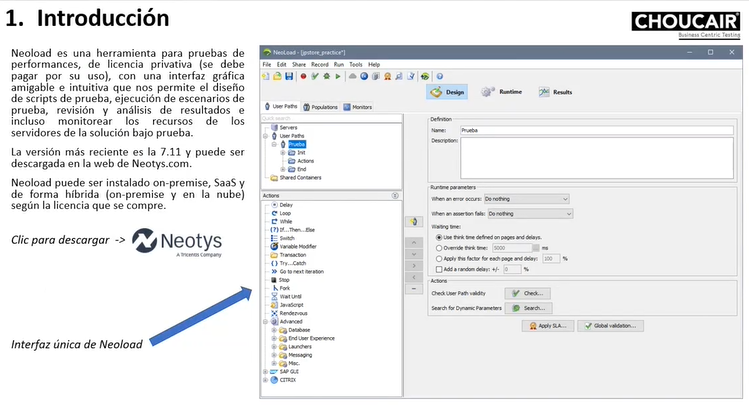 1. Introducción
CHOUCAIR
Business Centric Testing
Neoload es una herramienta para pruebas de
performances, de licencia privativa (se debe
pagar por su uso), con una interfaz gráfica
amigable e intuitiva que nos permite el diseño
de scripts de prueba, ejecución de escenarios de
prueba, revisión y análisis de resultados e
incluso monitorear los recursos de los
servidores de la solución bajo prueba.
La versión más reciente es la 7.11 y puede ser
descargada en la web de Neotys.com.
Neoload puede ser instalado on-premise, SaaS y
de forma híbrida (on-premise y en la nube)
según la licencia que se compre.
Clic para descargar ->
Neotys
A Tricentis Company
Interfaz única de Neoload
NeoLoad - [jpstore_practice*]
File Edit Share Record Run Tools Help
Design Runtime Results
User Paths Populations Monitors
Quick search
Servers
User Paths
Prueba
Init
Actions
End
Shared Containers
Actions
Delay
Loop
While
If...Then...Else
Switch
Variable Modifier
Transaction
Try...Catch
Go to next iteration
Stop
Fork
Wait Until
JavaScript
Rendezvous
Advanced
Database
End User Experience
Launchers
Messaging
Misc.
SAP GUI
CITRIX
Definition
Name: Prueba
Description:
Runtime parameters
When an error occurs: Do nothing
When an assertion fails: Do nothing
Waiting time:
Use think time defined on pages and delays.
Override think time: 5000 ms
Apply this factor for each page and delay: 100 %
Add a random delay: +/- 0 %
Actions
Check User Path validity Check...
Search for Dynamic Parameters Search...
Apply SLA... Global validation...